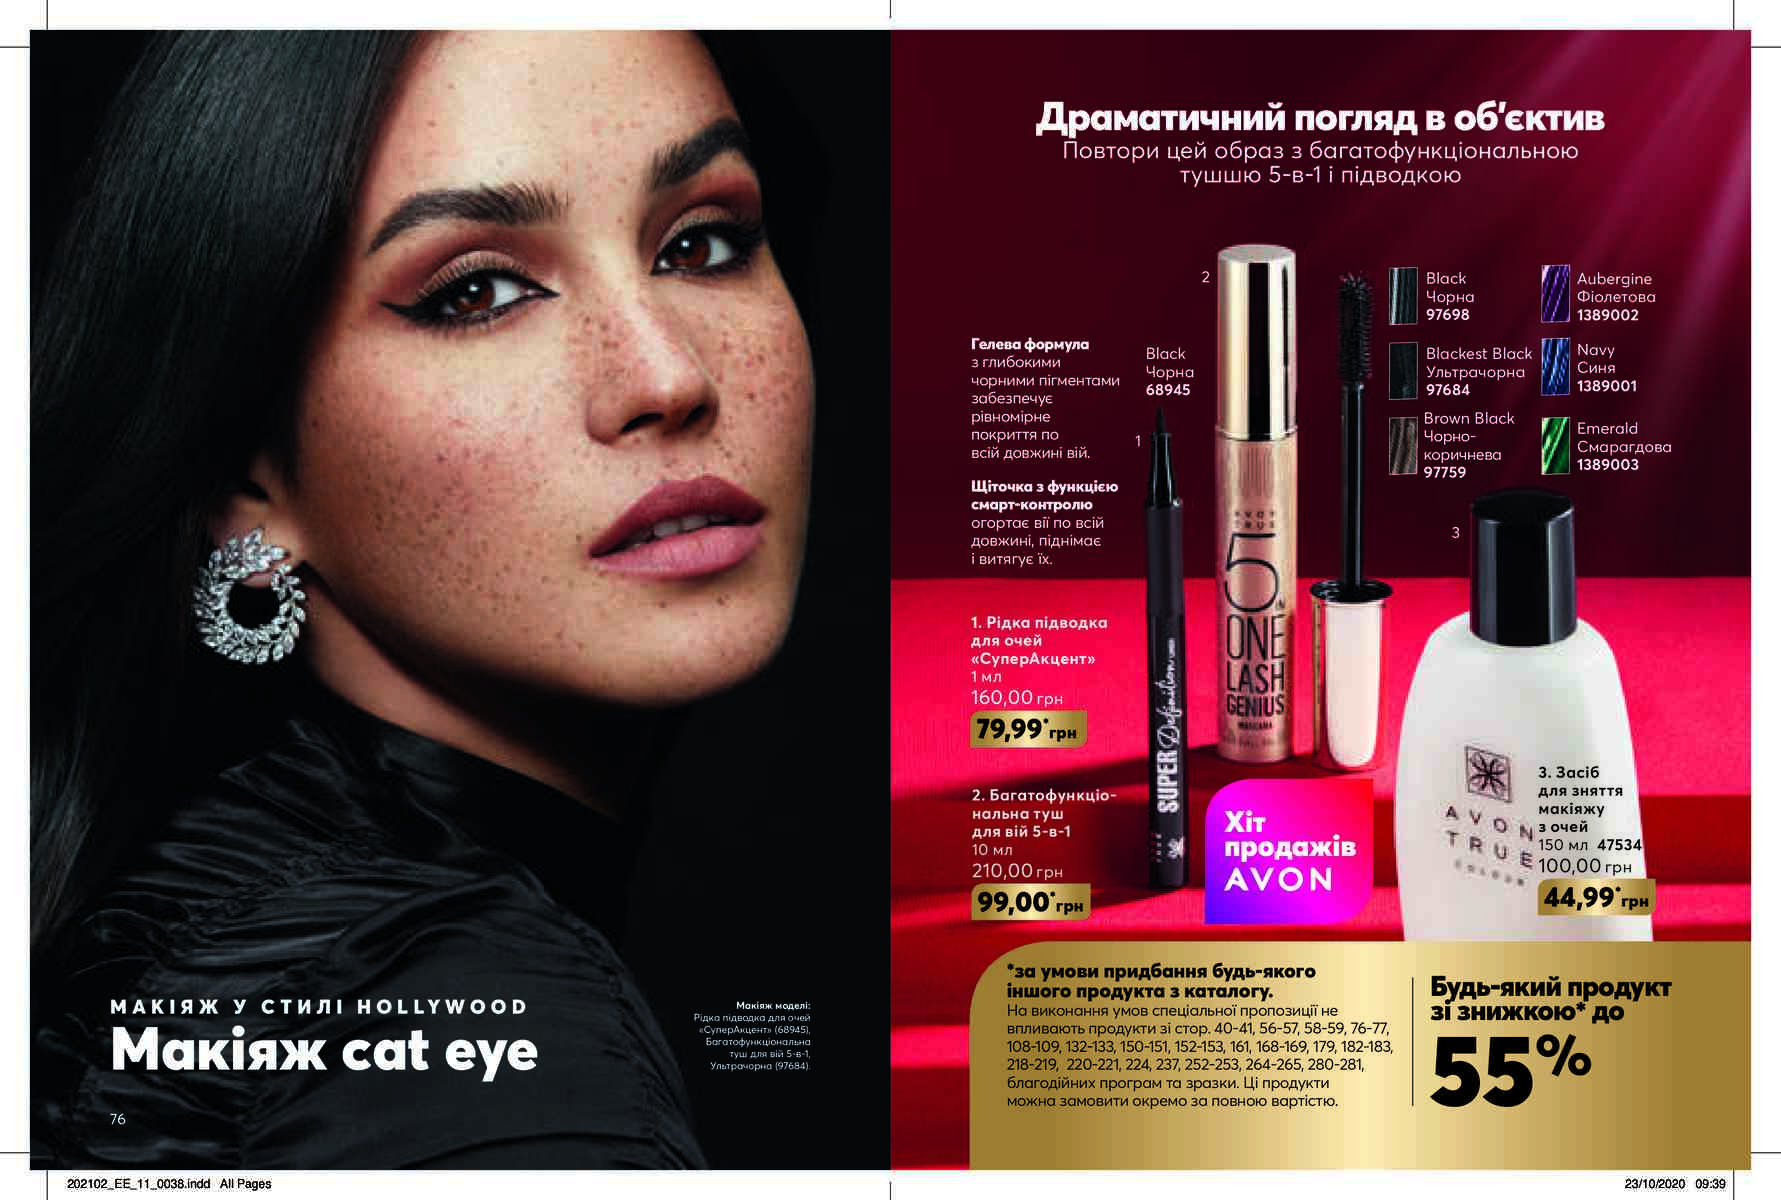 МАКІЯЖ У СТИЛІ HOLLYWOOD
Макіяж cat eye
76
Макіяж моделі:
Рідка підводка для очей
«СуперАкцент» (68945),
Багатофункціональна
туш для вій 5-в-1,
Ультрачорна (97684).
Драматичний погляд в об'єктив
Повтори цей образ з багатофункціональною
тушшю 5-в-1 і підводкою
Гелева формула
з глибокими
чорними пігментами
забезпечує
рівномірне
покриття по
всій довжині вій.
Щіточка з функцією
смарт-контролю
огортає вії по всій
довжині, піднімає
і витягує їх.
Black
Чорна
68945
1
2
Black
Чорна
97698
Blackest Black
Ультрачорна
97684
Brown Black
Чорно-
коричнева
97759
Aubergine
Фіолетова
1389002
Navy
Синя
1389001
Emerald
Смарагдова
1389003
3
1. Рідка підводка
для очей
«СуперАкцент»
1 мл
160,00 грн
79,99* грн
2. Багатофункціо-
нальна туш
для вій 5-в-1
10 мл
210,00 грн
99,00* грн
SUPER Definition
AVON
TRUE
5 IN
ONE
LASH
GENIUS
MASCARA
Хіт
продажів
AVON
AVON
TRUE
COLOUR
3. Засіб
для зняття
макіяжу
з очей
150 мл 47534
100,00 грн
44,99* грн
*за умови придбання будь-якого
іншого продукта з каталогу.
На виконання умов спеціальної пропозиції не
впливають продукти зі стор. 40-41, 56-57, 58-59, 76-77,
108-109, 132-133, 150-151, 152-153, 161, 168-169, 179, 182-183,
218-219, 220-221, 224, 237, 252-253, 264-265, 280-281,
благодійних програм та зразки. Ці продукти
можна замовити окремо за повною вартістю.
Будь-який продукт
зі знижкою* до
55%
202102_EE_11_0038.indd All Pages
23/10/2020 09:39